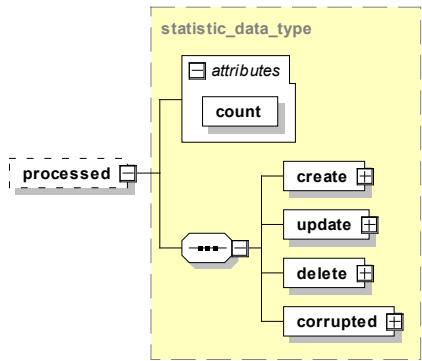 statistic_data_type
attributes
count
processed
create
update
delete
corrupted